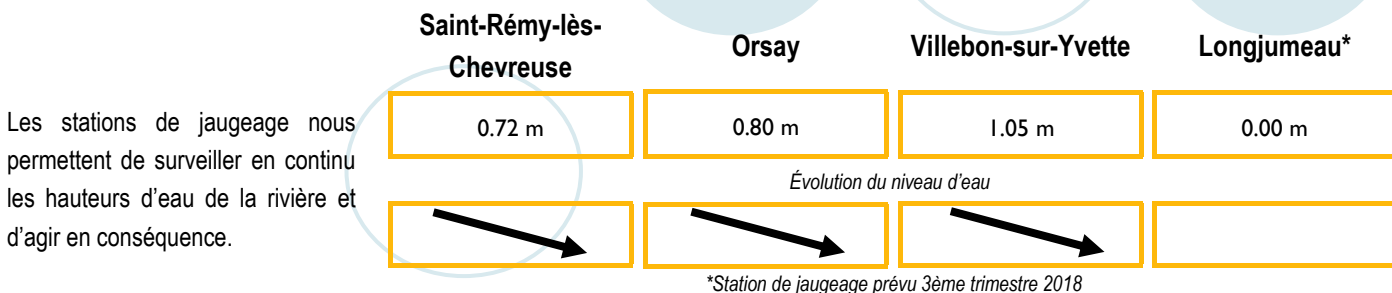 Saint-Rémy-lès-
Chevreuse
Orsay
Villebon-sur-Yvette
Longjumeau*
Les stations de jaugeage nous
permettent de surveiller en continu
les hauteurs d'eau de la rivière et
d'agir en conséquence.
0.72 m
0.80 m
1.05 m
0.00 m
Évolution du niveau d'eau
*Station de jaugeage prévu 3ème trimestre 2018